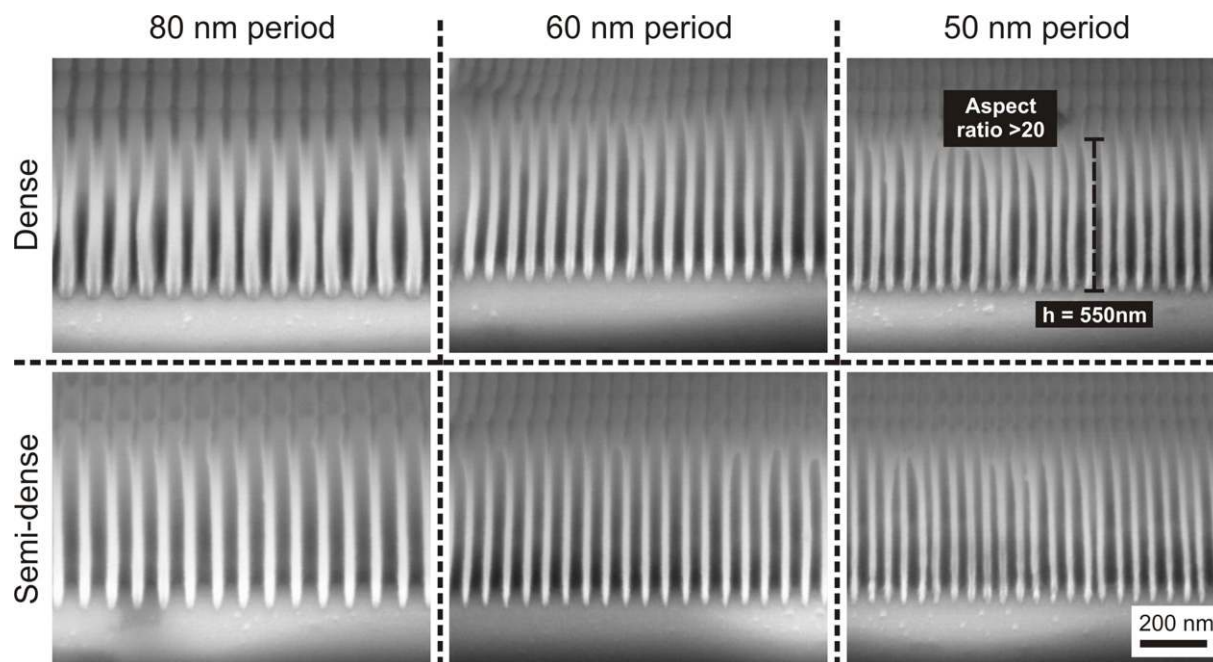 80 nm period
60 nm period
50 nm period
Dense
Aspect
ratio >20
h = 550nm
Semi-dense
200 nm